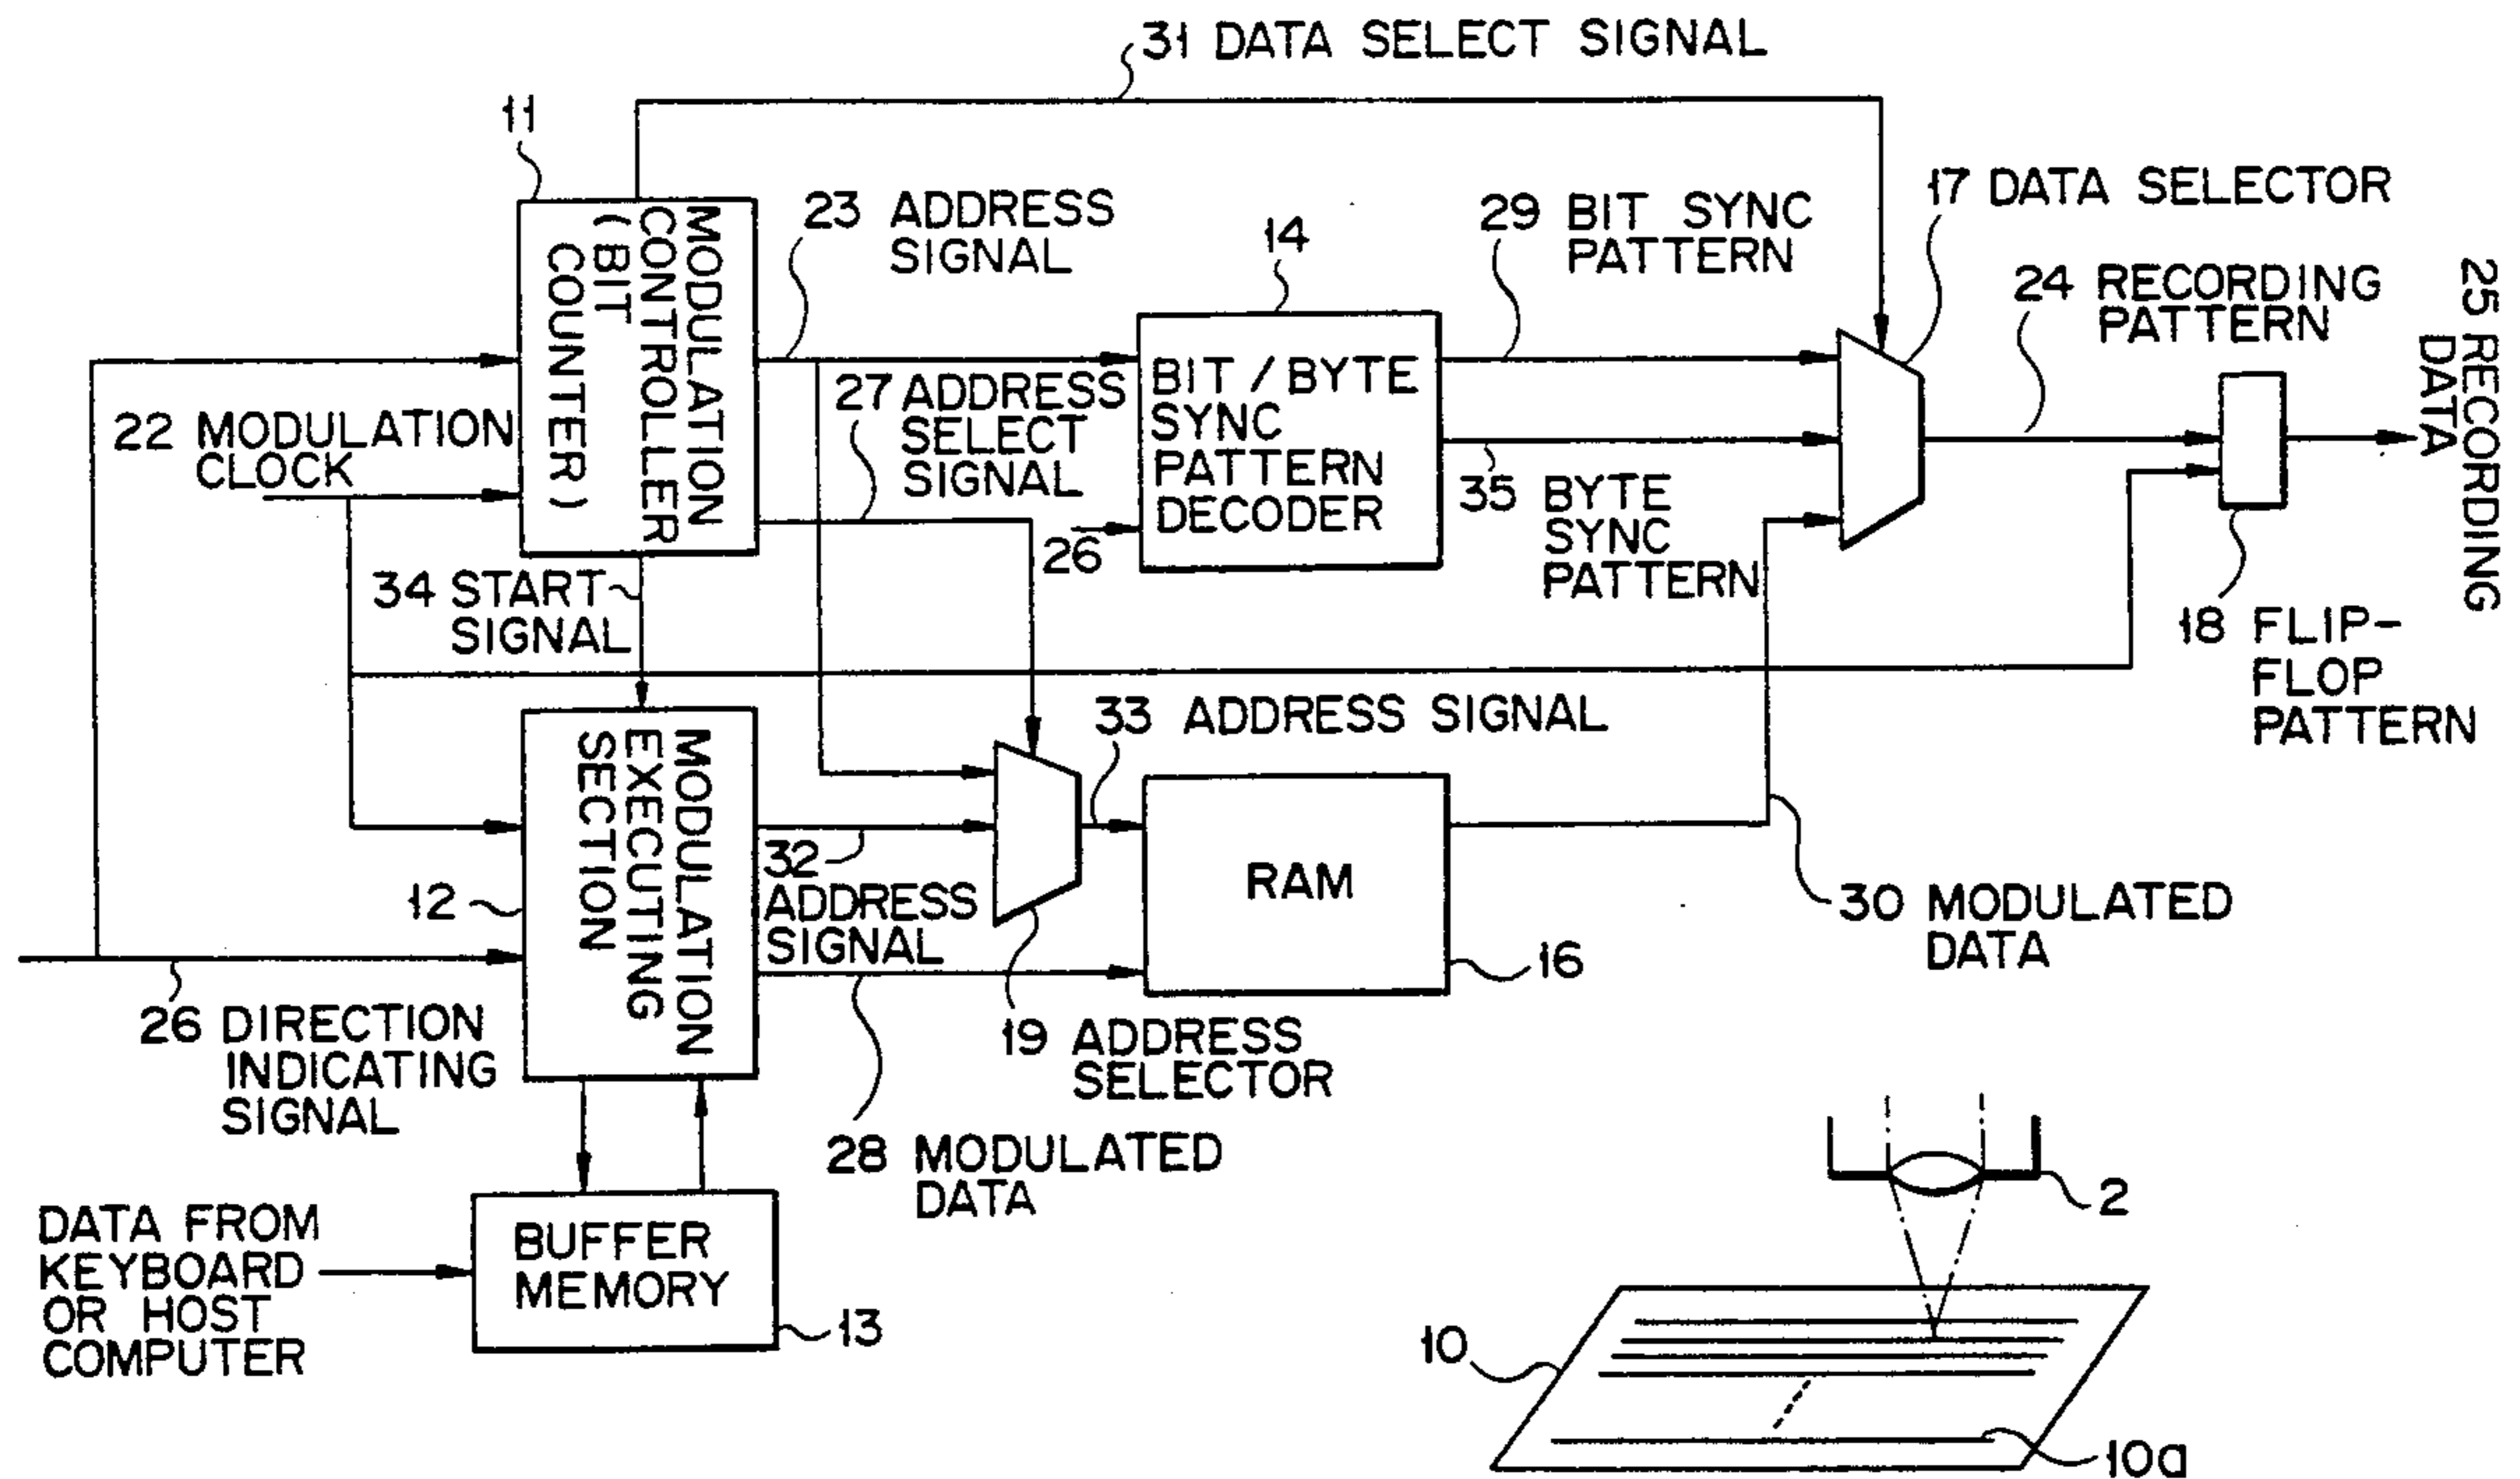 31 DATA SELECT SIGNAL
11
MODULATION
CONTROLLER
(BIT
COUNTER)
23 ADDRESS
SIGNAL
14
29 BIT SYNC
PATTERN
17 DATA SELECTOR
24 RECORDING
PATTERN
25 RECORDING
DATA
22 MODULATION
CLOCK
27 ADDRESS
SELECT
SIGNAL
BIT/BYTE
SYNC
PATTERN
DECODER
26
35 BYTE
SYNC
PATTERN
18 FLIP-
FLOP
PATTERN
34 START
SIGNAL
MODULATION
EXECUTING
SECTION
12
33 ADDRESS SIGNAL
32
ADDRESS
SIGNAL
RAM
16
30 MODULATED
DATA
26 DIRECTION
INDICATING
SIGNAL
19 ADDRESS
SELECTOR
28 MODULATED
DATA
DATA FROM
KEYBOARD
OR HOST
COMPUTER
BUFFER
MEMORY
13
2
10
10a